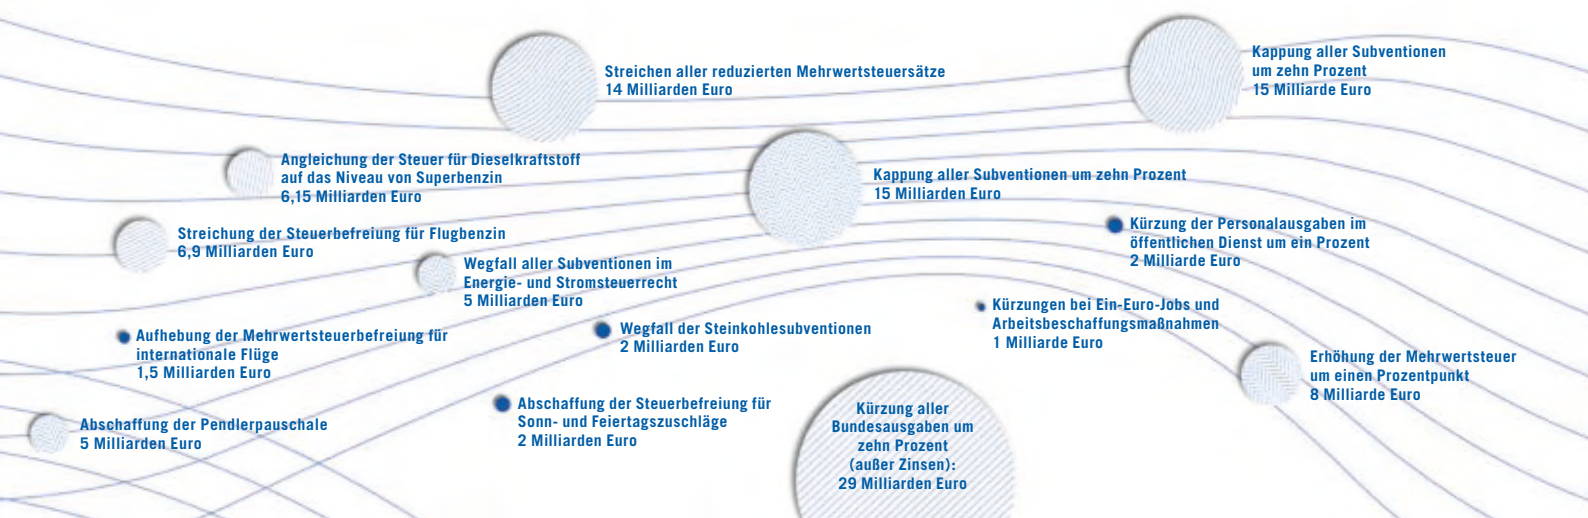 Streichen aller reduzierten Mehrwertsteuersätze
14 Milliarden Euro
Kappung aller Subventionen
um zehn Prozent
15 Milliarde Euro
Angleichung der Steuer für Dieselkraftstoff
auf das Niveau von Superbenzin
6,15 Milliarden Euro
Kappung aller Subventionen um zehn Prozent
15 Milliarden Euro
Streichung der Steuerbefreiung für Flugbenzin
6,9 Milliarden Euro
Wegfall aller Subventionen im
Energie- und Stromsteuerrecht
5 Milliarden Euro
Kürzung der Personalausgaben im
öffentlichen Dienst um ein Prozent
2 Milliarde Euro
Aufhebung der Mehrwertsteuerbefreiung für
internationale Flüge
1,5 Milliarden Euro
Wegfall der Steinkohlesubventionen
2 Milliarden Euro
Kürzungen bei Ein-Euro-Jobs und
Arbeitsbeschaffungsmaßnahmen
1 Milliarde Euro
Erhöhung der Mehrwertsteuer
um einen Prozentpunkt
8 Milliarde Euro
Abschaffung der Pendlerpauschale
5 Milliarden Euro
Abschaffung der Steuerbefreiung für
Sonn- und Feiertagszuschläge
2 Milliarden Euro
Kürzung aller
Bundesausgaben um
zehn Prozent
(außer Zinsen):
29 Milliarden Euro